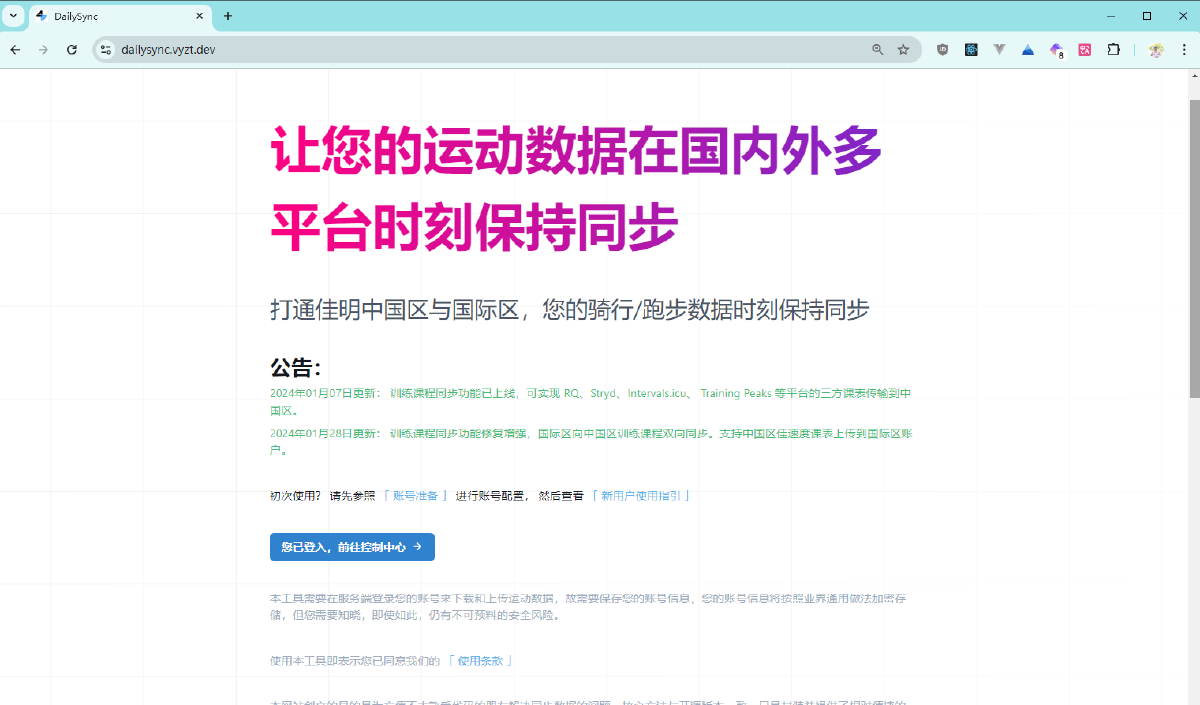 DailySync
dailysync.vyzt.dev
8
让您的运动数据在国内外多
平台时刻保持同步
打通佳明中国区与国际区，您的骑行/跑步数据时刻保持同步
公告：
2024年01月07日更新： 训练课程同步功能已上线，可实现 RQ、Stryd、Intervals.icu、 Training Peaks 等平台的三方课表传输到中
国区。
2024年01月28日更新： 训练课程同步功能修复增强，国际区向中国区训练课程双向同步。支持中国区佳速度课表上传到国际区账
户。
初次使用？ 请先参照 「 账号准备 」 进行账号配置， 然后查看 「 新用户使用指引 」
您已登入，前往控制中心 →
本工具需要在服务端登录您的账号来下载和上传运动数据，故需要保存您的账号信息，您的账号信息将按照业界通用做法加密存
储，但您需要知晓，即使如此，仍有不可预料的安全风险。
使用本工具即表示您已同意我们的 「 使用条款 」